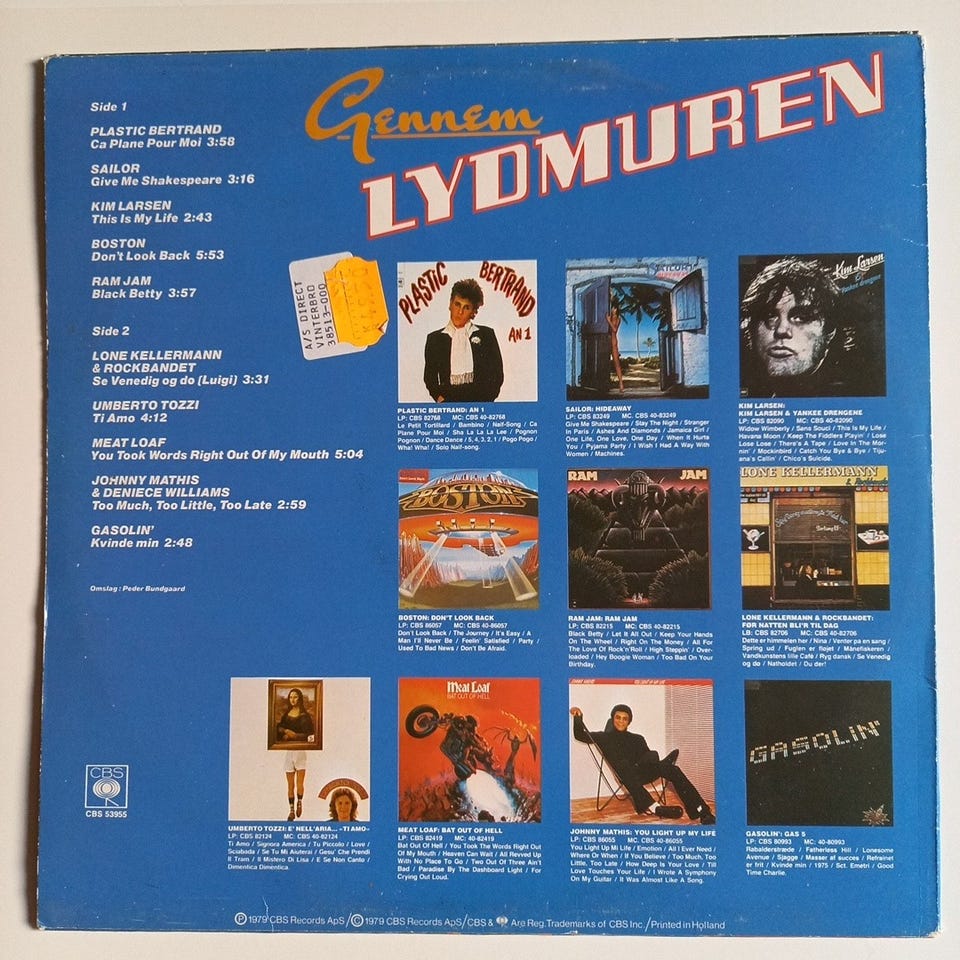 Gennem
LYDMUREN
Side 1
PLASTIC BERTRAND
Ca Plane Pour Moi 3:58
SAILOR
Give Me Shakespeare 3:16
KIM LARSEN
This Is My Life 2:43
BOSTON
Don't Look Back 5:53
RAM JAM
Black Betty 3:57
Side 2
LONE KELLERMANN
& ROCKBANDET
Se Venedig og dø (Luigi) 3:31
UMBERTO TOZZI
Ti Amo 4:12
MEAT LOAF
You Took Words Right Out Of My Mouth 5:04
JOHNNY MATHIS
& DENIECE WILLIAMS
Too Much, Too Little, Too Late 2:59
GASOLIN'
Kvinde min 2:48
Omslag: Peder Bundgaard
A/S DIRECT
VINTERBRO
38513-000
PLASTIC BERTRAND
AN 1
PLASTIC BERTRAND: AN 1
LP: CBS 82768 MC: CBS 40-82768
Le Petit Tortillard / Bambino / Naif-Song / Ca
Plane Pour Moi / Sha La La La Lee / Pognon
Pognon / Dance Dance / 5, 4, 3, 2, 1 / Pogo Pogo /
Wha! Wha! / Solo Naif-song.
SAILOR
SAILOR: HIDEAWAY
LP: CBS 83249 MC: CBS 40-83249
Give Me Shakespeare / Stay the Night / Stranger
In Paris / Ashes And Diamonds / Jamaica Girl /
One Life, One Love, One Day / When It Hurts
You / Pyjama Party / I Wish I Had A Way With
Women / Machines.
Kim Larsen
& Yankee drengene
KIM LARSEN:
KIM LARSEN & YANKEE DRENGENE
LP: CBS 82090 MC: CBS 40-82090
Widow Wimberly / Sans Souci / This Is My Life /
Havana Moon / Keep The Fiddlers Playin' / Lose
Lose Lose / There's A Tape / Love In The Mor-
nin' / Mockinbird / Catch You Bye & Bye / Tiju-
ana's Callin' / Chico's Suicide.
BOSTON
BOSTON: DON'T LOOK BACK
LP: CBS 86057 MC: CBS 40-86057
Don't Look Back / The Journey / It's Easy / A
Man I'll Never Be / Feelin' Satisfied / Party /
Used To Bad News / Don't Be Afraid.
RAM JAM
RAM JAM: RAM JAM
LP: CBS 82215 MC: CBS 40-82215
Black Betty / Let It All Out / Keep Your Hands
On The Wheel / Right On The Money / All For
The Love Of Rock'n'Roll / High Steppin' / Over-
loaded / Hey Boogie Woman / Too Bad On Your
Birthday.
LONE KELLERMANN
LONE KELLERMANN & ROCKBANDET:
FØR NATTEN BLI'R TIL DAG
LB: CBS 82706 MC: CBS 40-82706
Dette er himmelen her / Nina / Verter på en sang /
Spring ud / Fuglen er fløjet / Månefiskeren /
Vandkunstens lille Café / Ryg dansk / Se Venedig
og dø / Natholdet / Du der!
UMBERTO TOZZI: E' NELL'ARIA... -TI AMO-
LP: CBS 82124 MC: CBS 40-82124
Ti Amo / Signora America / Tu Piccolo / Love /
Scuabada / Se Tu Mi Aiuterai / Gesu' Che Prendi
Il Tram / Il Mistero Di Lisa / E Se Non Canto /
Dimentica Dimentica.
Meat Loaf
BAT OUT OF HELL
MEAT LOAF: BAT OUT OF HELL
LP: CBS 82419 MC: 40-82419
Bat Out Of Hell / You Took The Words Right Out
Of My Mouth / Heaven Can Wait / All Revved Up
With No Place To Go / Two Out Of Three Ain't
Bad / Paradise By The Dashboard Light / For
Crying Out Loud.
JOHNNY MATHIS YOU LIGHT UP MY LIFE
JOHNNY MATHIS: YOU LIGHT UP MY LIFE
LP: CBS 86055 MC: CBS 40-86055
You Light Up My Life / Emotion / All I Ever Need /
Where Or When / If You Believe / Too Much, Too
Little, Too Late / How Deep Is Your Love / Till
Love Touches Your Life / I Wrote A Symphony
On My Guitar / It Was Almost Like A Song.
GASOLIN'
GASOLIN': GAS 5
LP: CBS 80993 MC: 40-80993
Rabalderstræde / Fatherless Hill / Lonesome
Avenue / Sjagge / Masser af succes / Refrainet
er frit / Kvinde min / 1975 / Sct. Emetri / Good
Time Charlie.
CBS
CBS 53955
Ⓟ 1979 CBS Records ApS/© 1979 CBS Records ApS/CBS & Are Reg. Trademarks of CBS Inc./Printed in Holland